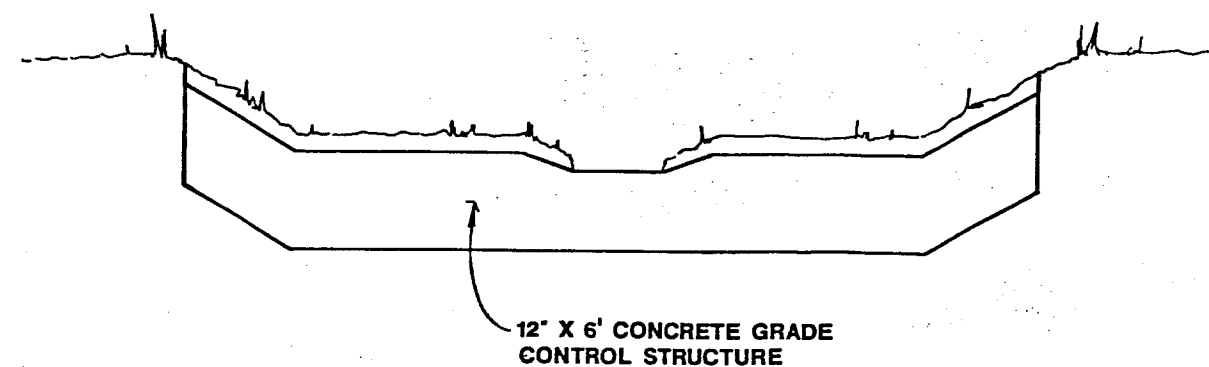 12" X 6' CONCRETE GRADE
CONTROL STRUCTURE